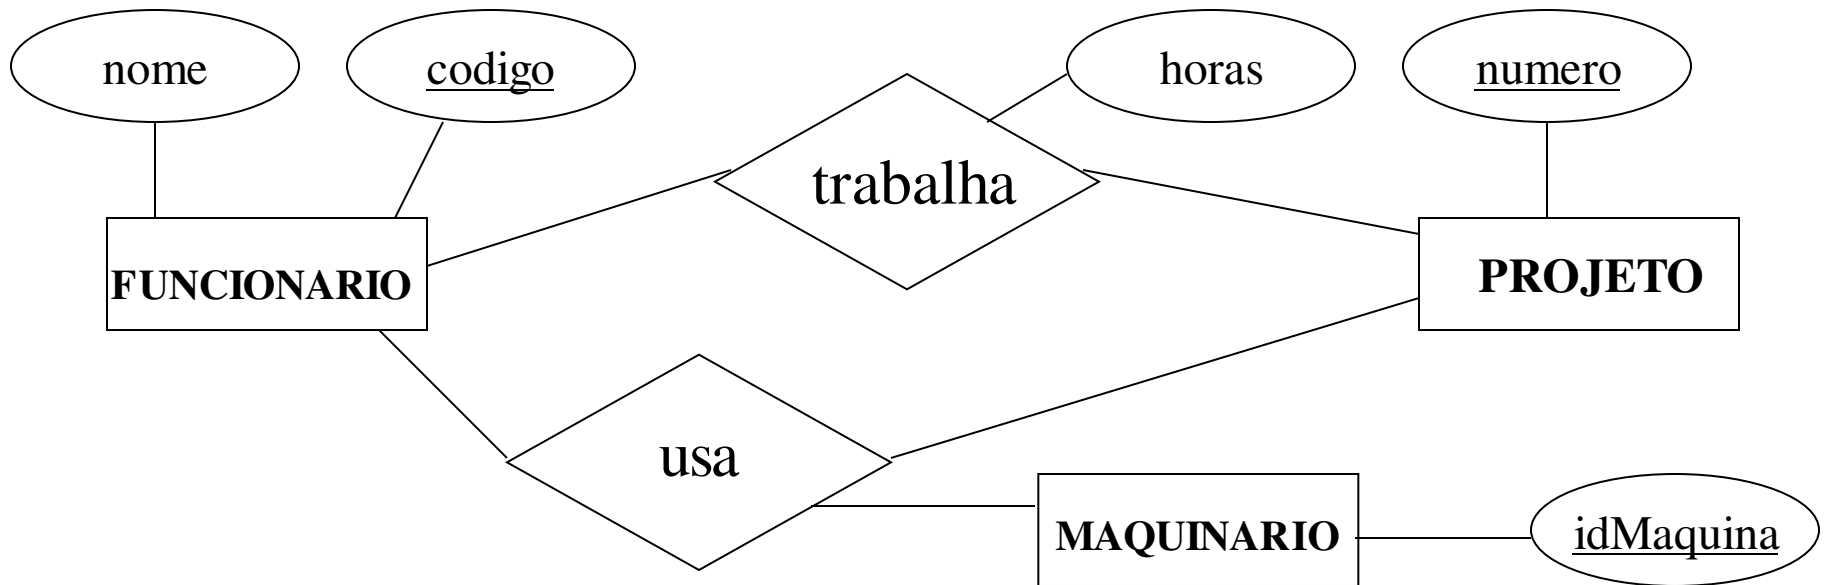 nome
codigo
horas
numero
trabalha
FUNCIONARIO
PROJETO
usa
MAQUINARIO
idMaquina